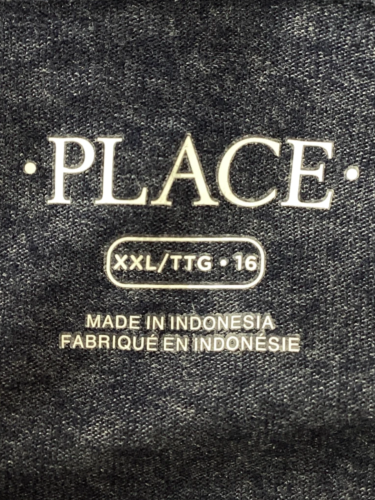 ·PLACE·
XXL/TTG · 16
MADE IN INDONESIA
FABRIQUÉ EN INDONÉSIE